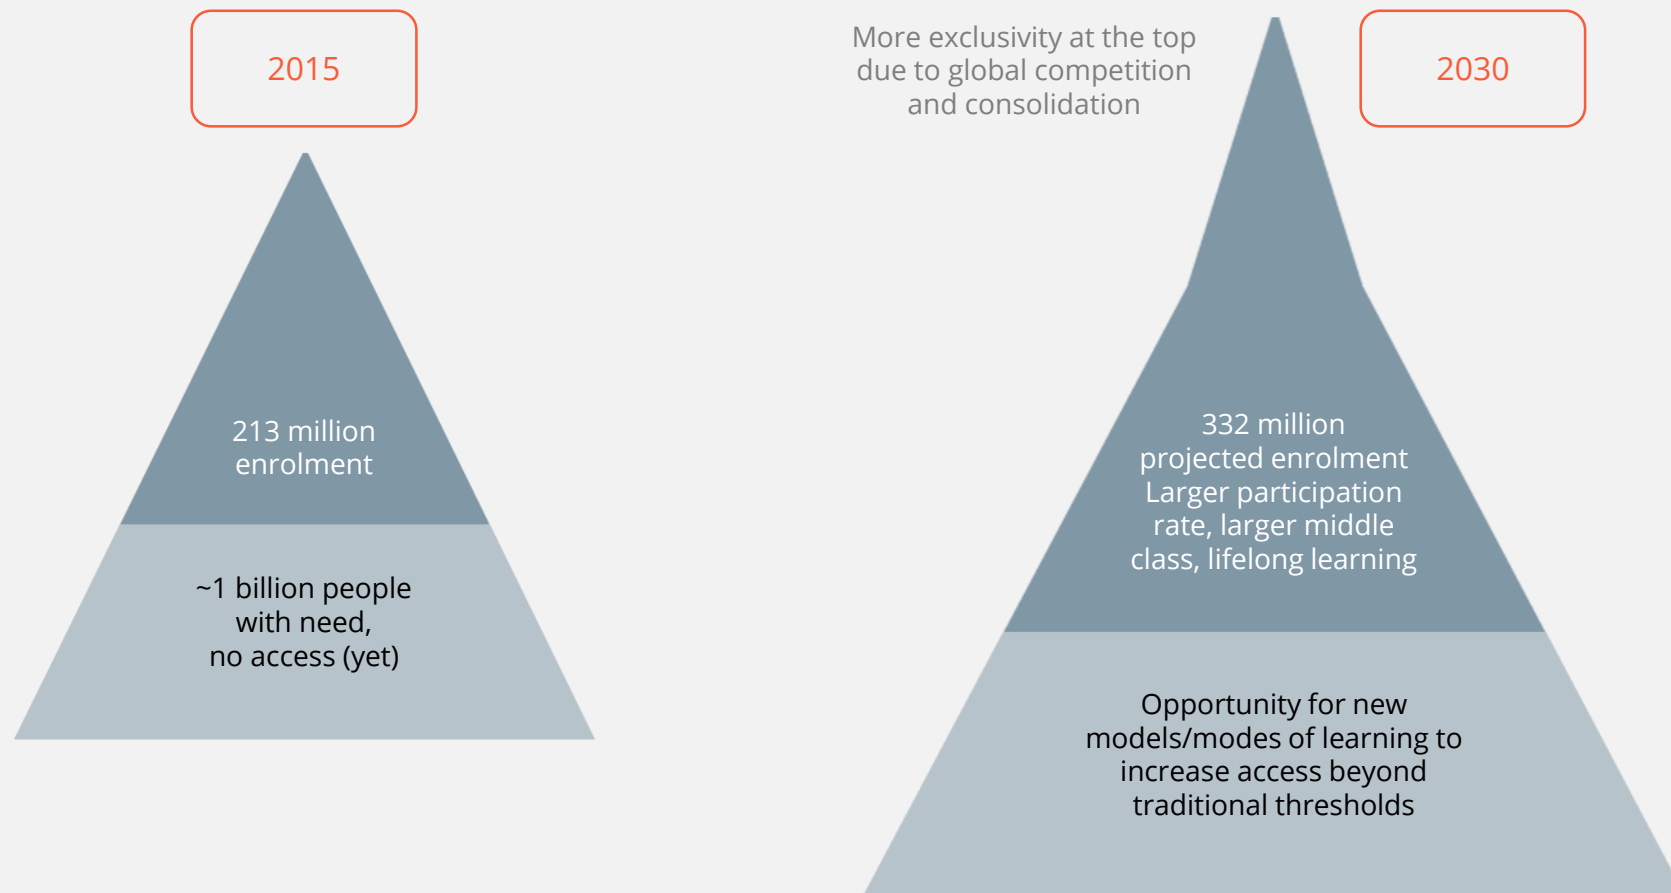 2015
213 million
enrolment
~1 billion people
with need,
no access (yet)
More exclusivity at the top
due to global competition
and consolidation
2030
332 million
projected enrolment
Larger participation
rate, larger middle
class, lifelong learning
Opportunity for new
models/modes of learning to
increase access beyond
traditional thresholds